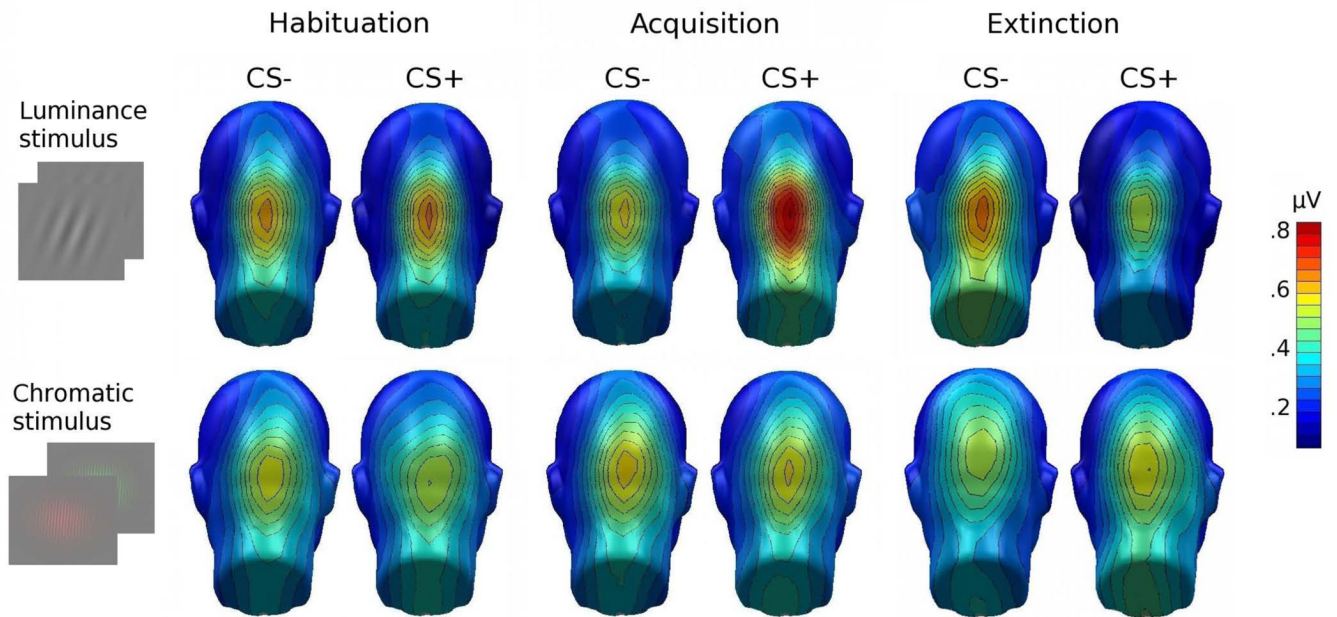 Habituation
Acquisition
Extinction
CS-
CS+
CS-
CS+
CS-
CS+
Luminance
stimulus
μV
.8
.6
.4
.2
Chromatic
stimulus